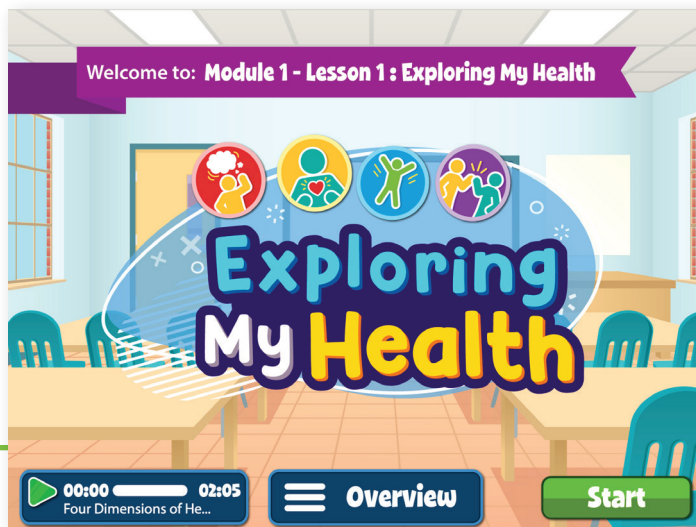 Welcome to: Module 1 - Lesson 1 : Exploring My Health
Exploring
My Health
00:00 02:05
Four Dimensions of He...
Overview
Start